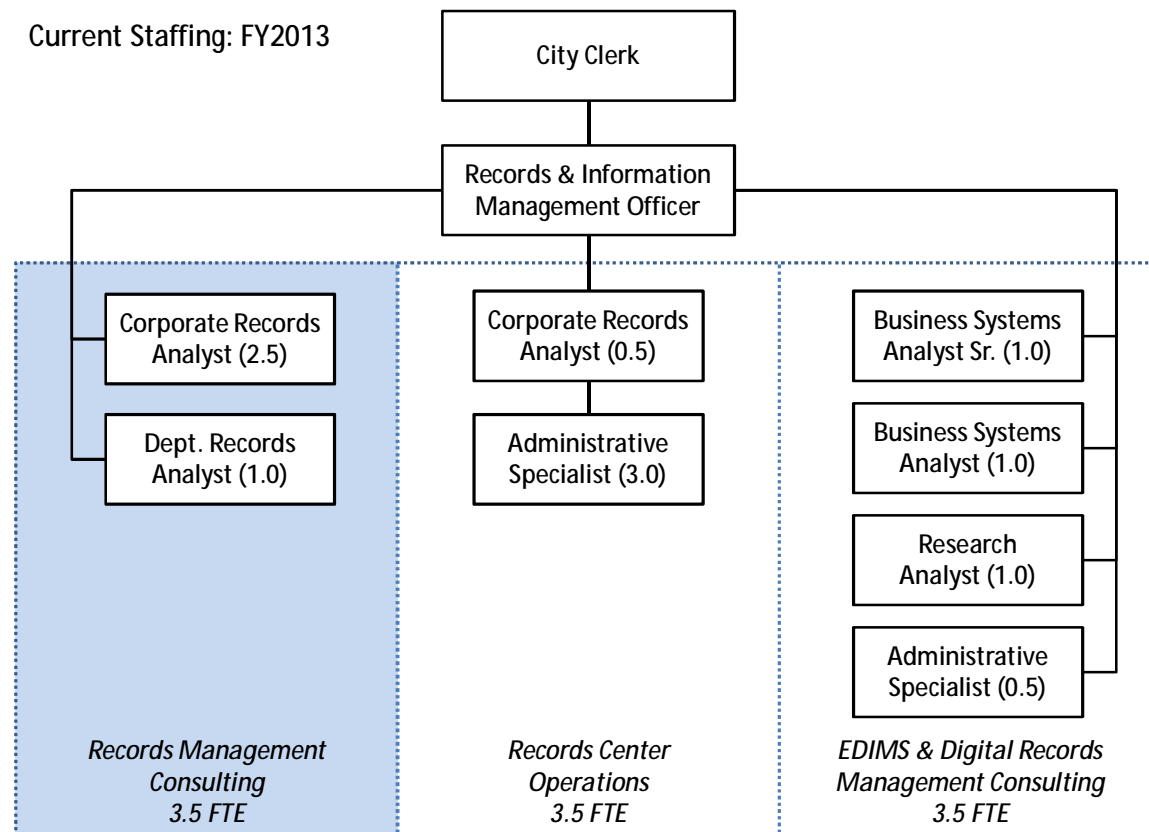 Current Staffing: FY2013
City Clerk
Records & Information
Management Officer
Corporate Records
Analyst (2.5)
Dept. Records
Analyst (1.0)
Records Management
Consulting
3.5 FTE
Corporate Records
Analyst (0.5)
Administrative
Specialist (3.0)
Records Center
Operations
3.5 FTE
Business Systems
Analyst Sr. (1.0)
Business Systems
Analyst (1.0)
Research
Analyst (1.0)
Administrative
Specialist (0.5)
EDIMS & Digital Records
Management Consulting
3.5 FTE